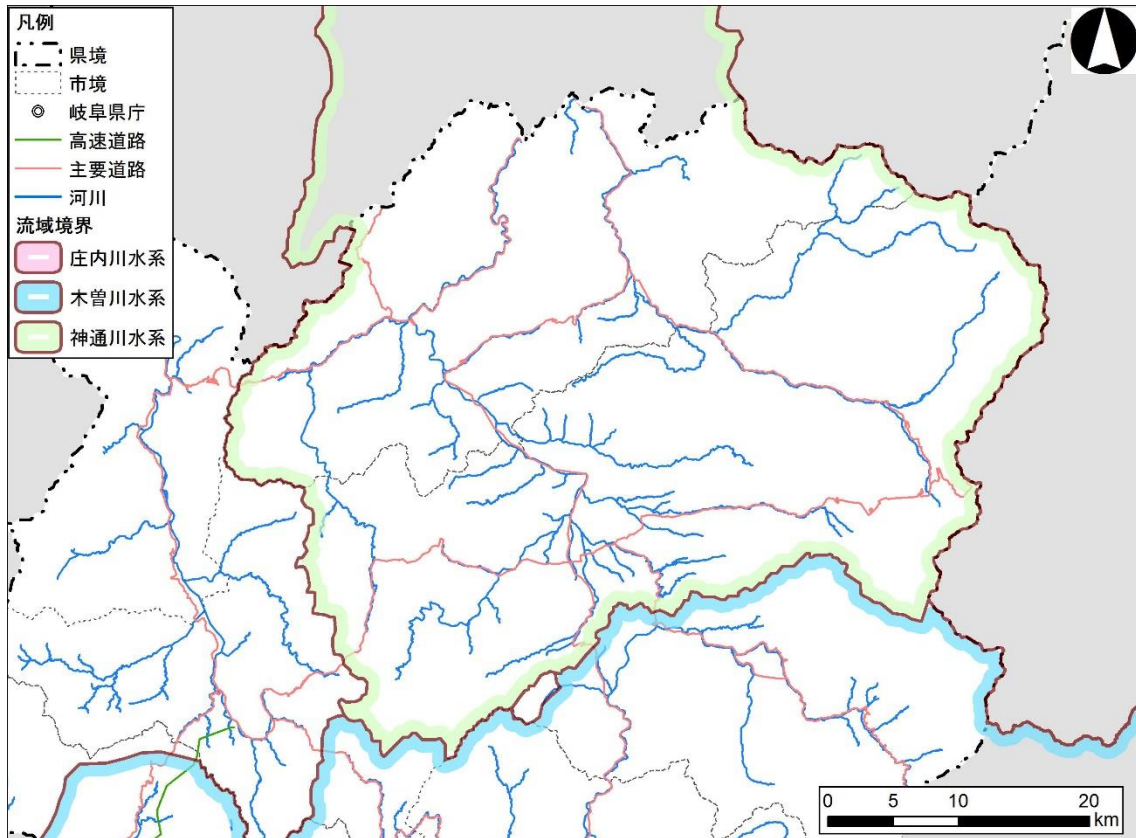 凡例
県境
市境
岐阜県庁
高速道路
主要道路
河川
流域境界
庄内川水系
木曽川水系
神通川水系
0 5 10 20
km